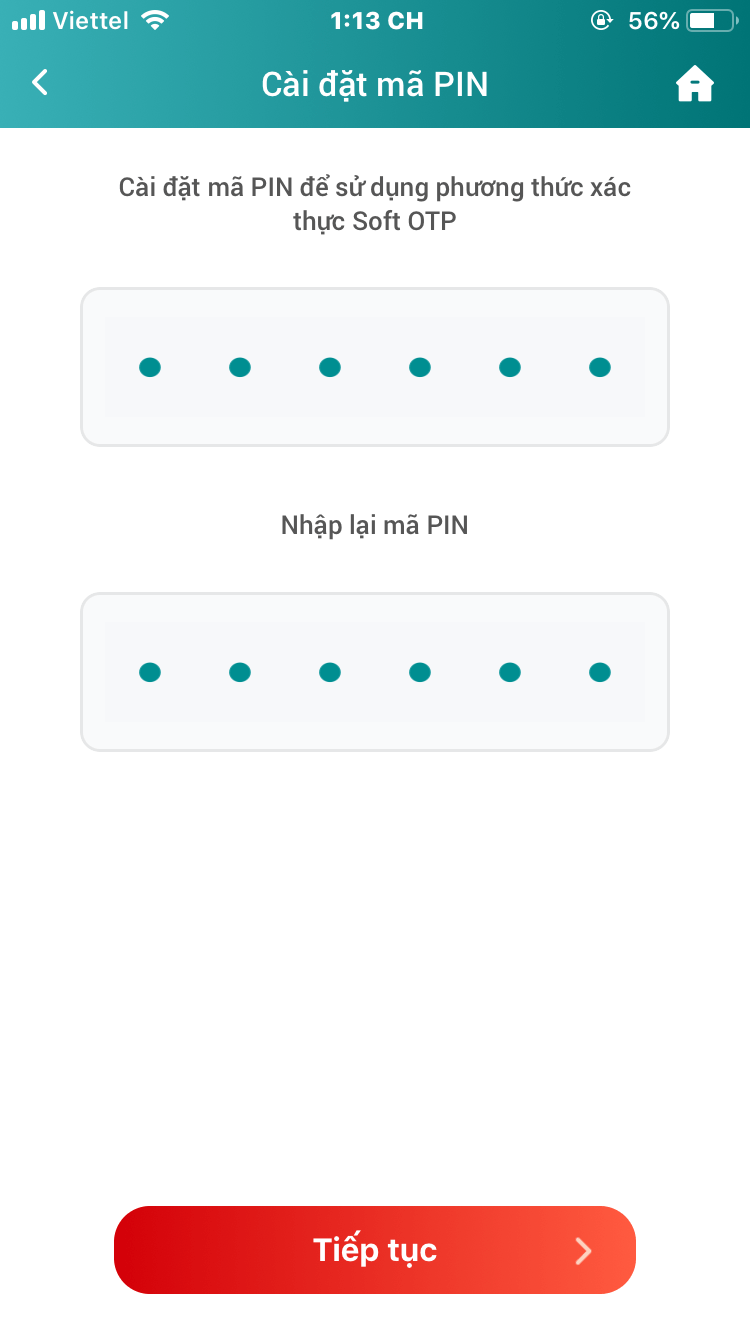 Viettel 1:13 CH 56%
Cài đặt mã PIN
Cài đặt mã PIN để sử dụng phương thức xác
thực Soft OTP
Nhập lại mã PIN
Tiếp tục